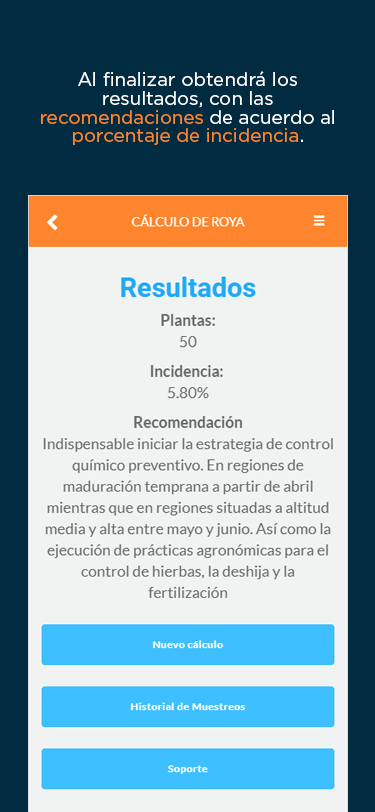 Al finalizar obtendrá los
resultados, con las
recomendaciones de acuerdo al
porcentaje de incidencia.
CÁLCULO DE ROYA
Resultados
Plantas:
50
Incidencia:
5.80%
Recomendación
Indispensable iniciar la estrategia de control
químico preventivo. En regiones de
maduración temprana a partir de abril
mientras que en regiones situadas a altitud
media y alta entre mayo y junio. Así como la
ejecución de prácticas agronómicas para el
control de hierbas, la deshija y la
fertilización
Nuevo cálculo
Historial de Muestreos
Soporte